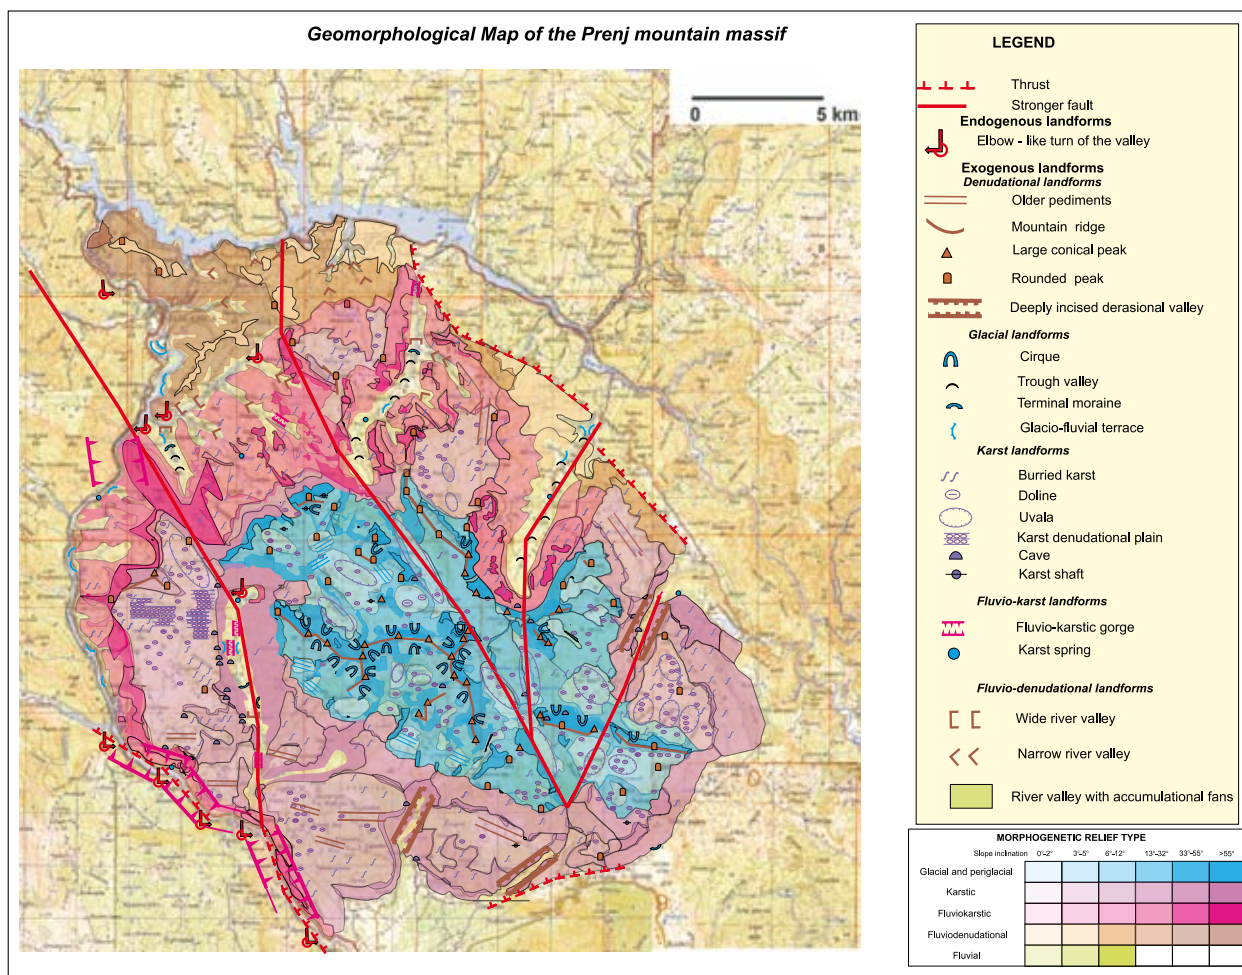 Geomorphological Map of the Prenj mountain massif
0 5 km
LEGEND
Thrust
Stronger fault
Endogenous landforms
Elbow - like turn of the valley
Exogenous landforms
Denudational landforms
Older pediments
Mountain ridge
Large conical peak
Rounded peak
Deeply incised derasional valley
Glacial landforms
Cirque
Trough valley
Terminal moraine
Glacio-fluvial terrace
Karst landforms
Burried karst
Doline
Uvala
Karst denudational plain
Cave
Karst shaft
Fluvio-karst landforms
Fluvio-karstic gorge
Karst spring
Fluvio-denudational landforms
Wide river valley
Narrow river valley
River valley with accumulational fans
MORPHOGENETIC RELIEF TYPE
Slope inclination 0°-2° 3°-5° 6°-12° 13°-32° 33°-55° >55°
Glacial and periglacial
Karstic
Fluviokarstic
Fluviodenudational
Fluvial